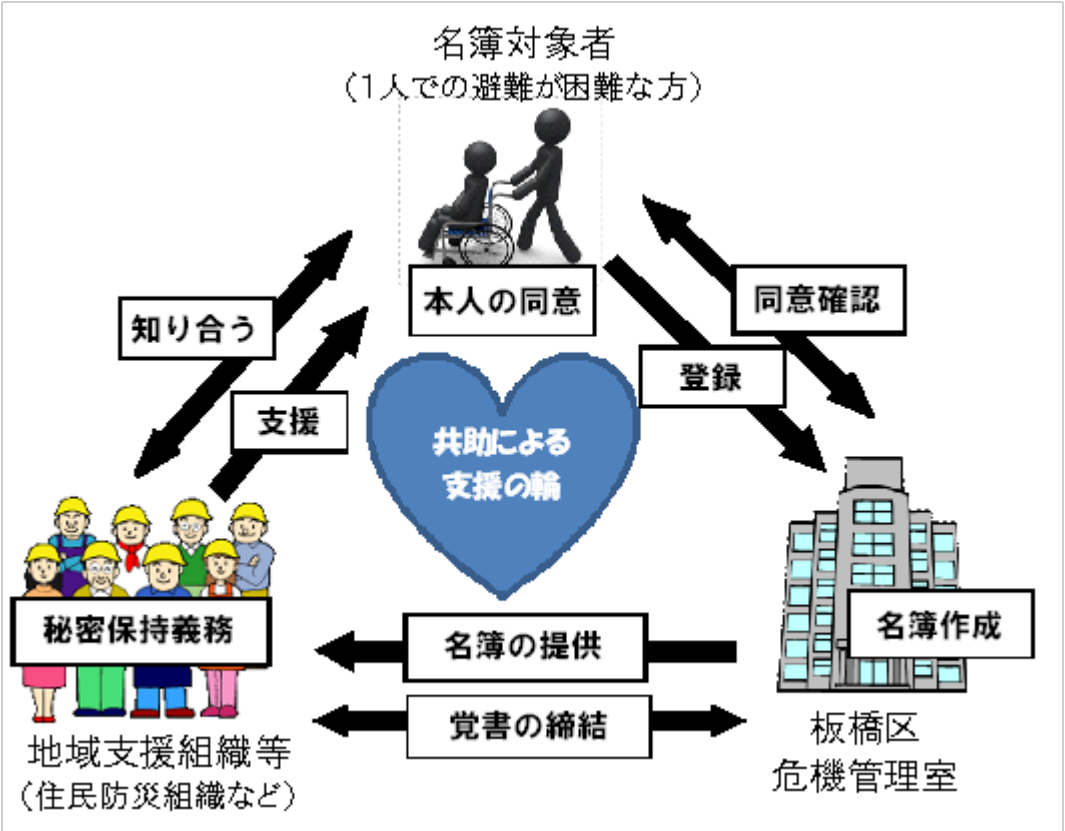 名簿対象者
（1人での避難が困難な方）
本人の同意
同意確認
知り合う
登録
支援
共助による
支援の輪
秘密保持義務
名簿作成
名簿の提供
覚書の締結
地域支援組織等
（住民防災組織など）
板橋区
危機管理室